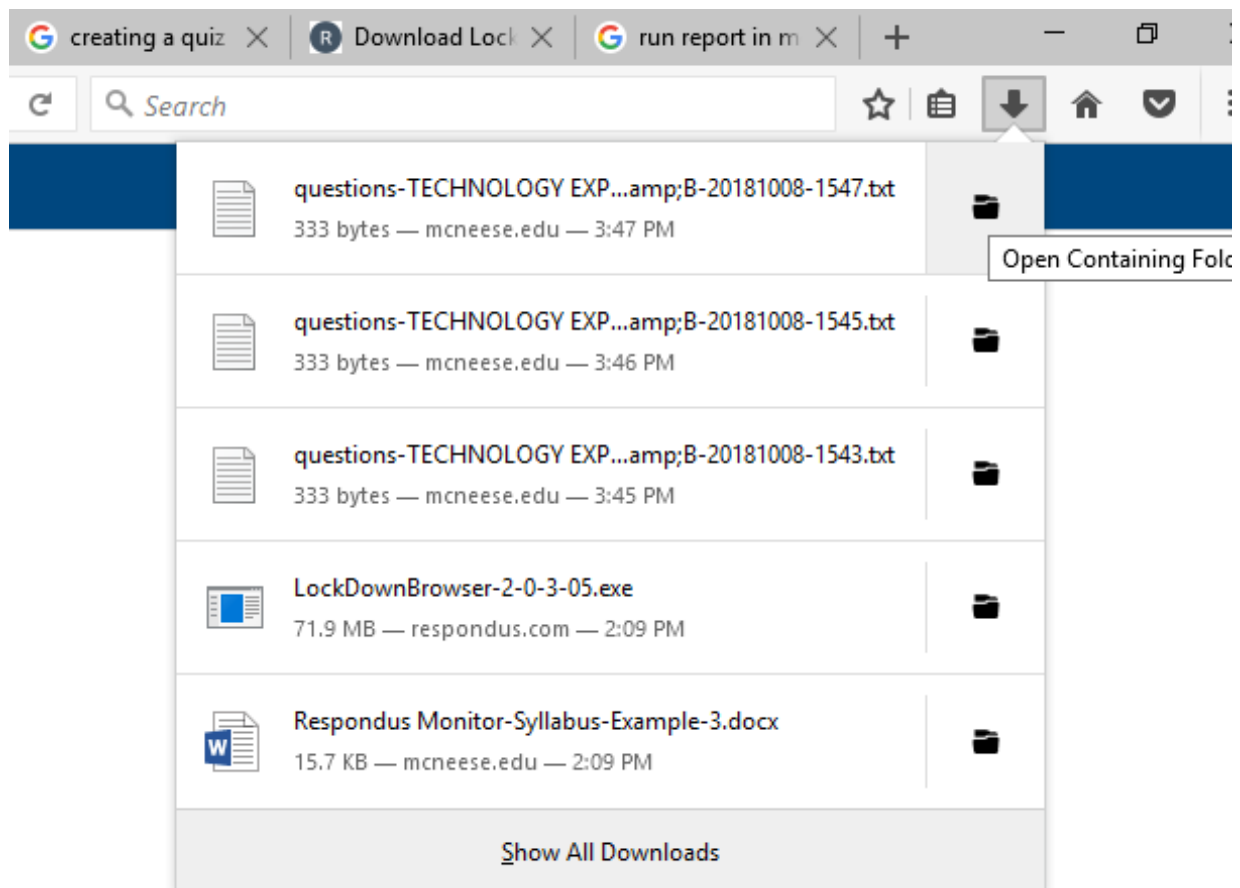 creating a quiz
R Download Lock
run report in m
Search
questions-TECHNOLOGY EXP...amp;B-20181008-1547.txt
333 bytes — mcneese.edu — 3:47 PM
Open Containing Fold
questions-TECHNOLOGY EXP...amp;B-20181008-1545.txt
333 bytes — mcneese.edu — 3:46 PM
questions-TECHNOLOGY EXP...amp;B-20181008-1543.txt
333 bytes — mcneese.edu — 3:45 PM
LockDownBrowser-2-0-3-05.exe
71.9 MB — respondus.com — 2:09 PM
Respondus Monitor-Syllabus-Example-3.docx
15.7 KB — mcneese.edu — 2:09 PM
Show All Downloads